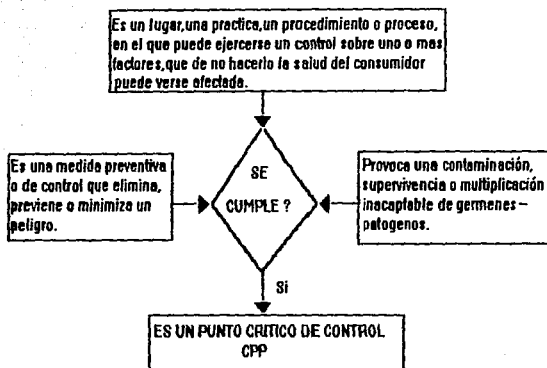 Es un lugar,una practica,un procedimiento o proceso,
en el que puede ejercerse un control sobre uno o mas
factores,que de no hacerlo la salud del consumidor
puede verse afectada.
Es una medida preventiva
o de control que elimina,
previene o minimiza un
peligro.
SE
CUMPLE ?
Provoca una contaminación,
supervivencia o multiplicación
inacaptable de germenes –
patogenos.
Si
ES UN PUNTO CRITICO DE CONTROL
CPP